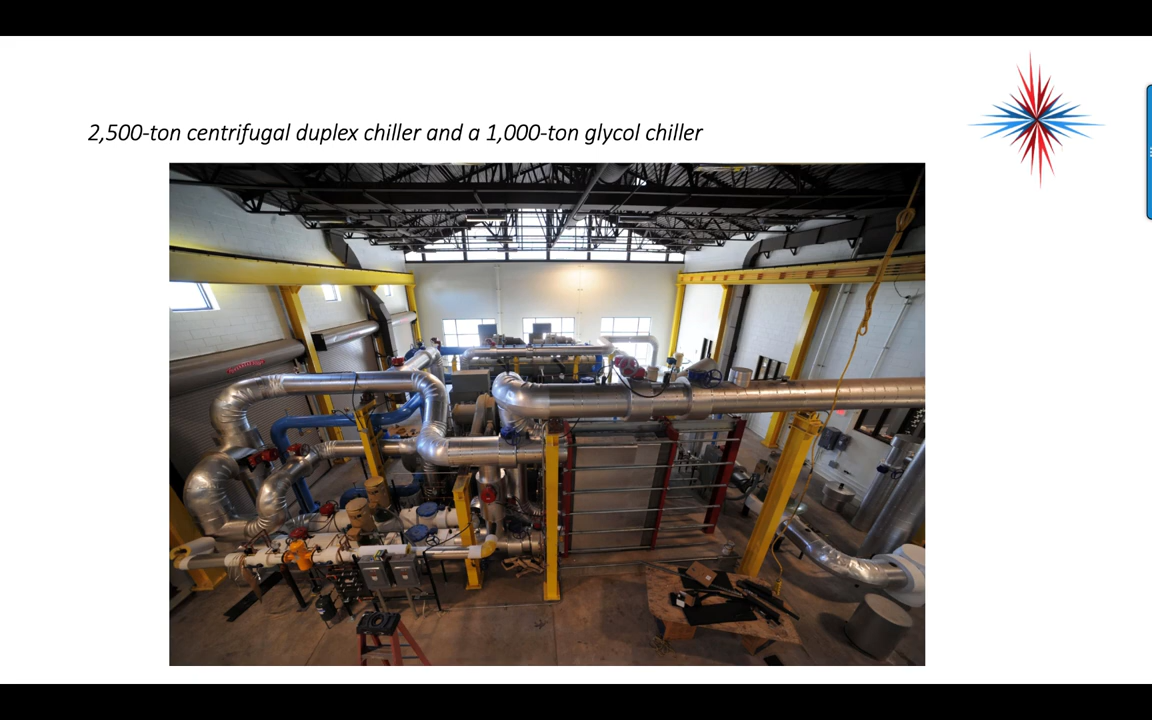 2,500-ton centrifugal duplex chiller and a 1,000-ton glycol chiller